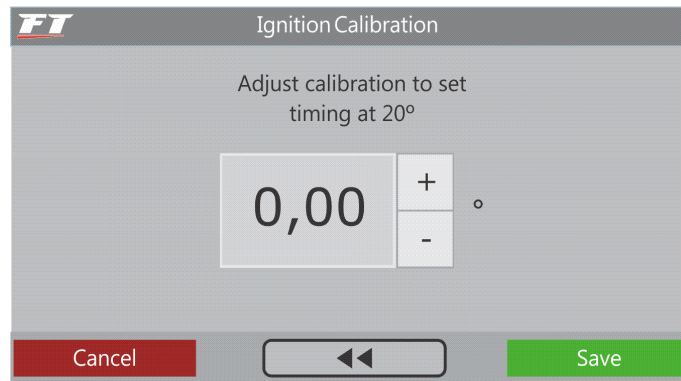 FT
Ignition Calibration
Adjust calibration to set
timing at 20º
0,00
+
-
°
Cancel
Save